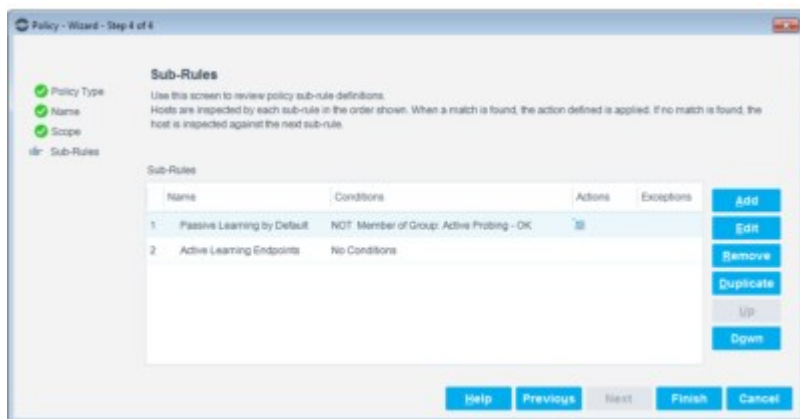 Policy - Wizard - Step 4 of 4
Policy Type
Name
Scope
Sub-Rules
Sub-Rules
Use this screen to review policy sub-rule definitions.
Hosts are inspected by each sub-rule in the order shown. When a match is found, the action defined is applied. If no match is found, the
host is inspected against the next sub-rule.
Sub-Rules
Name Conditions Actions Exceptions
1 Passive Learning by Default NOT Member of Group: Active Probing - OK
2 Active Learning Endpoints No Conditions
Add
Edit
Remove
Duplicate
Up
Down
Help Previous Next Finish Cancel